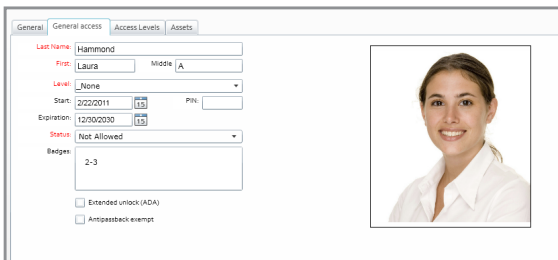 General General access Access Levels Assets
Last Name: Hammond
First: Laura Middle A
Level: _None
Start: 2/22/2011 15 PIN:
Expiration: 12/30/2030 15
Status: Not Allowed
Badges:
2-3
Extended unlock (ADA)
Antipassback exempt